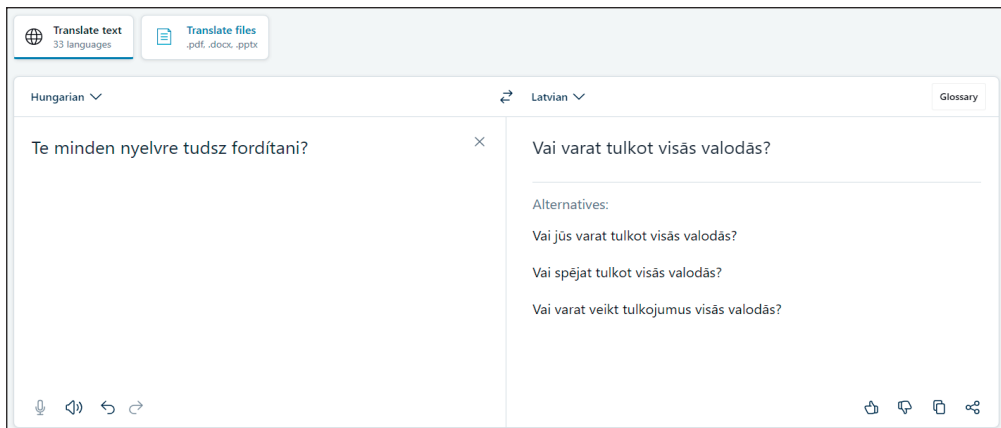 Translate text
33 languages
Translate files
.pdf, .docx, .pptx
Hungarian
Latvian
Glossary
Te minden nyelvre tudsz fordítani?
Vai varat tulkot visās valodās?
Alternatives:
Vai jūs varat tulkot visās valodās?
Vai spējat tulkot visās valodās?
Vai varat veikt tulkojumus visās valodās?